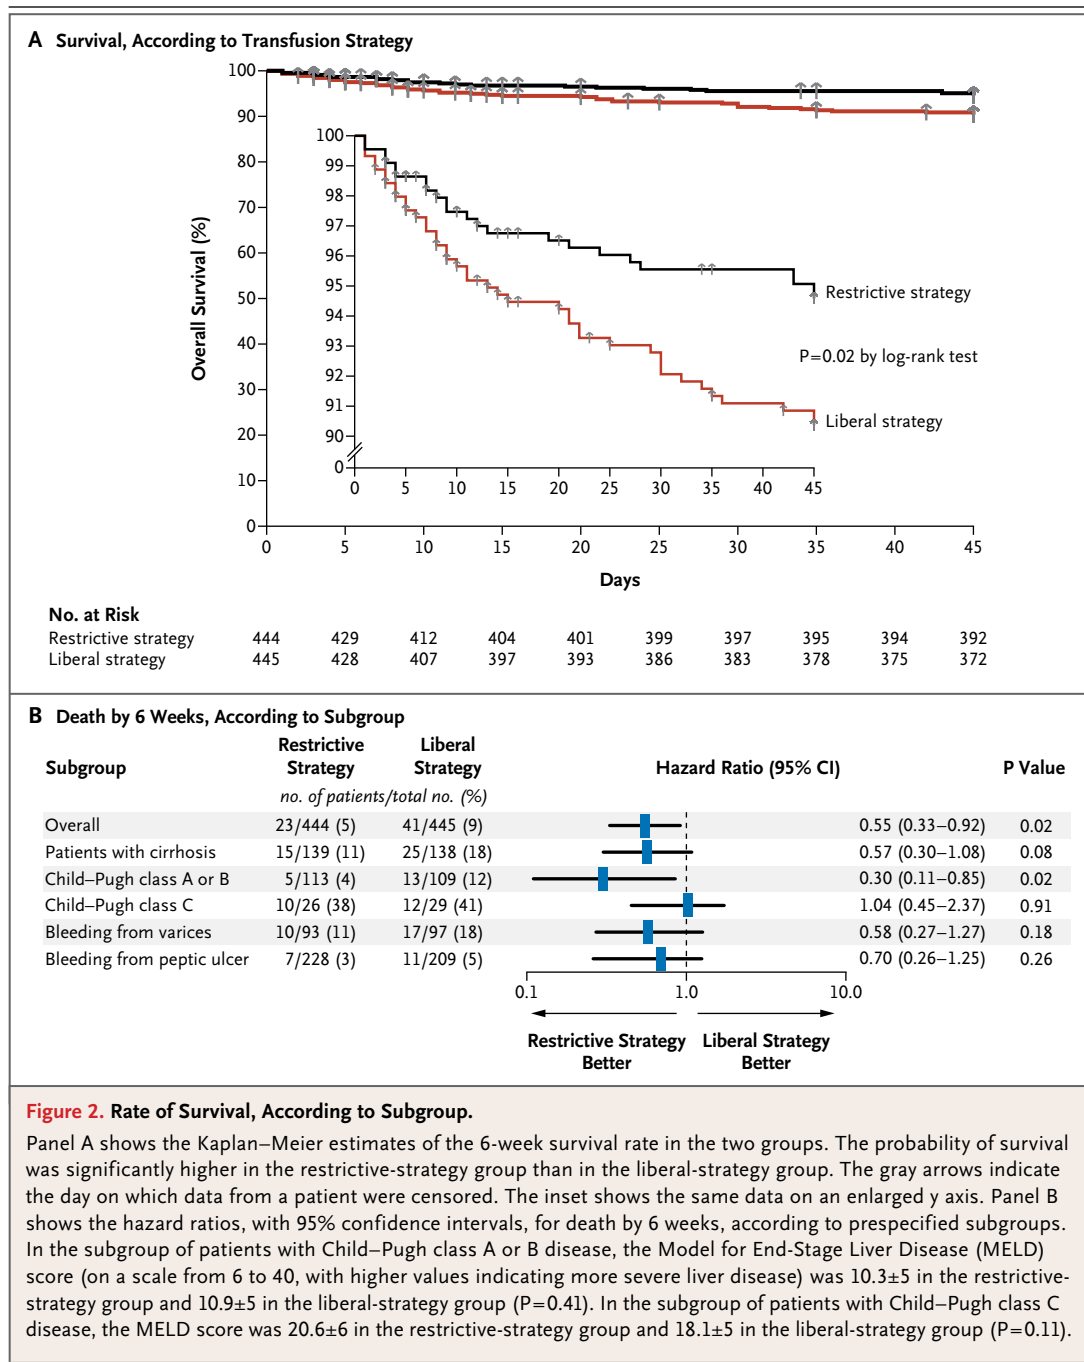 A Survival, According to Transfusion Strategy
100
90
80
70
60
50
40
30
20
10
0
Overall Survival (%)
100
99
98
97
96
95
94
93
92
91
90
0
0 5 10 15 20 25 30 35 40 45
Restrictive strategy
P=0.02 by log-rank test
Liberal strategy
0 5 10 15 20 25 30 35 40 45
Days
No. at Risk
Restrictive strategy 444 429 412 404 401 399 397 395 394 392
Liberal strategy 445 428 407 397 393 386 383 378 375 372
B Death by 6 Weeks, According to Subgroup
Subgroup Restrictive Strategy Liberal Strategy Hazard Ratio (95% CI) P Value
no. of patients/total no. (%)
Overall 23/444 (5) 41/445 (9) 0.55 (0.33–0.92) 0.02
Patients with cirrhosis 15/139 (11) 25/138 (18) 0.57 (0.30–1.08) 0.08
Child–Pugh class A or B 5/113 (4) 13/109 (12) 0.30 (0.11–0.85) 0.02
Child–Pugh class C 10/26 (38) 12/29 (41) 1.04 (0.45–2.37) 0.91
Bleeding from varices 10/93 (11) 17/97 (18) 0.58 (0.27–1.27) 0.18
Bleeding from peptic ulcer 7/228 (3) 11/209 (5) 0.70 (0.26–1.25) 0.26
0.1 1.0 10.0
Restrictive Strategy Better Liberal Strategy Better
Figure 2. Rate of Survival, According to Subgroup.
Panel A shows the Kaplan–Meier estimates of the 6-week survival rate in the two groups. The probability of survival
was significantly higher in the restrictive-strategy group than in the liberal-strategy group. The gray arrows indicate
the day on which data from a patient were censored. The inset shows the same data on an enlarged y axis. Panel B
shows the hazard ratios, with 95% confidence intervals, for death by 6 weeks, according to prespecified subgroups.
In the subgroup of patients with Child–Pugh class A or B disease, the Model for End-Stage Liver Disease (MELD)
score (on a scale from 6 to 40, with higher values indicating more severe liver disease) was 10.3±5 in the restrictive-
strategy group and 10.9±5 in the liberal-strategy group (P=0.41). In the subgroup of patients with Child–Pugh class C
disease, the MELD score was 20.6±6 in the restrictive-strategy group and 18.1±5 in the liberal-strategy group (P=0.11).